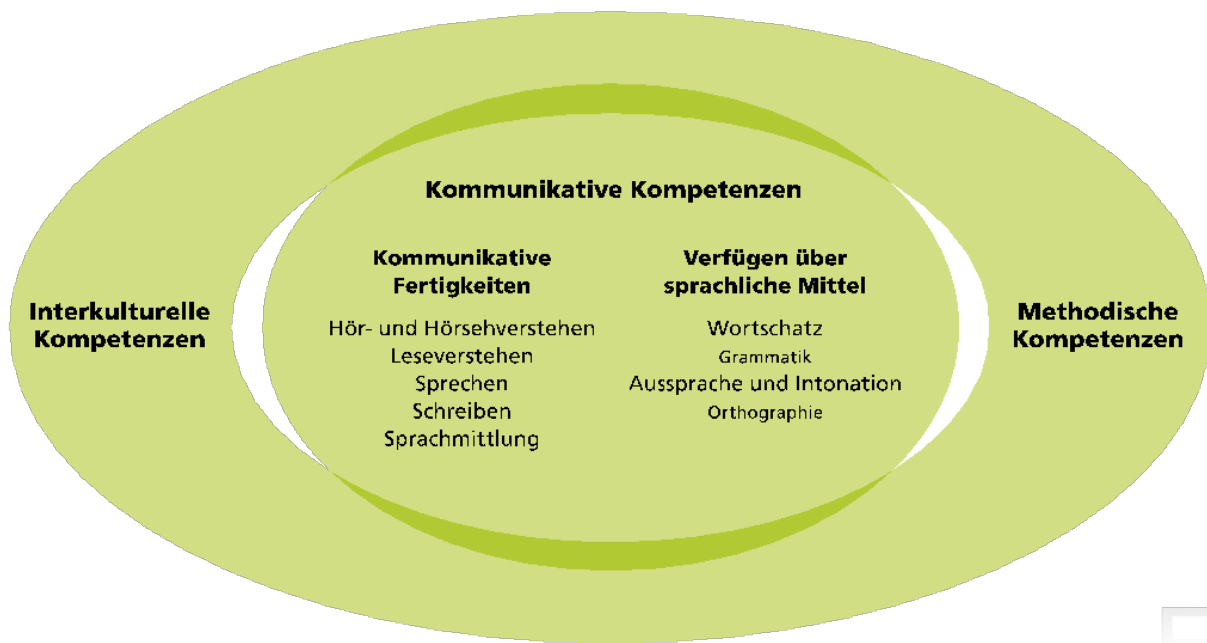 Kommunikative Kompetenzen
Kommunikative
Fertigkeiten
Hör- und Hörsehverstehen
Leseverstehen
Sprechen
Schreiben
Sprachmittlung
Verfügen über
sprachliche Mittel
Wortschatz
Grammatik
Aussprache und Intonation
Orthographie
Interkulturelle
Kompetenzen
Methodische
Kompetenzen